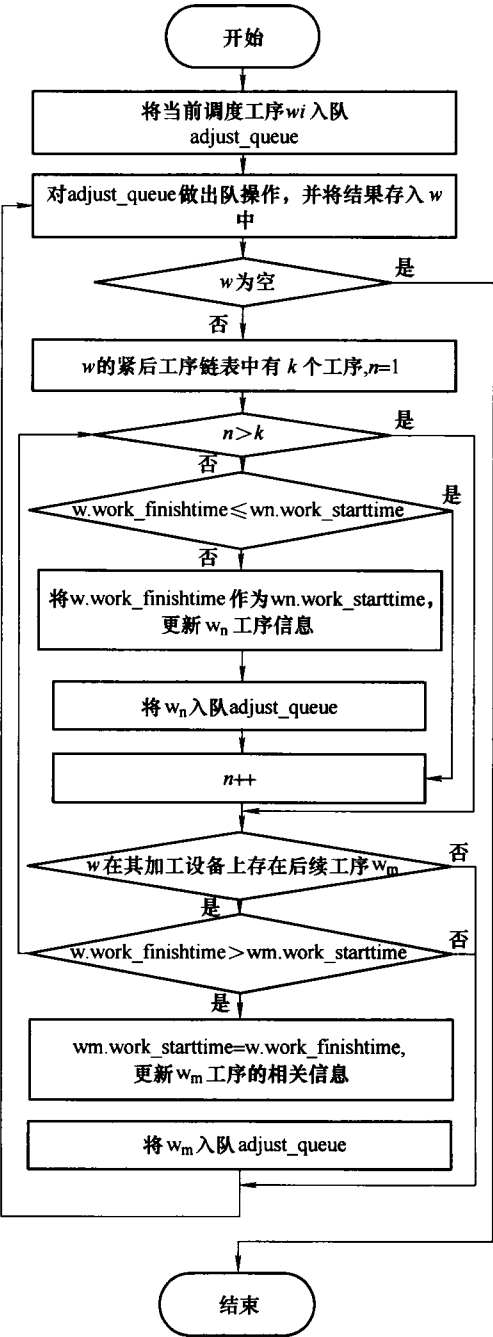 开始
将当前调度工序wi入队
adjust_queue
对adjust_queue做出队操作，并将结果存入w
中
w为空
是
否
w的紧后工序链表中有k个工序,n=1
n>k
是
否
w.work_finishtime≤wn.work_starttime
是
否
将w.work_finishtime作为wn.work_starttime，
更新wn工序信息
将wn入队adjust_queue
n++
w在其加工设备上存在后续工序wm
否
是
w.work_finishtime>wm.work_starttime
否
是
wm.work_starttime=w.work_finishtime,
更新wm工序的相关信息
将wm入队adjust_queue
结束